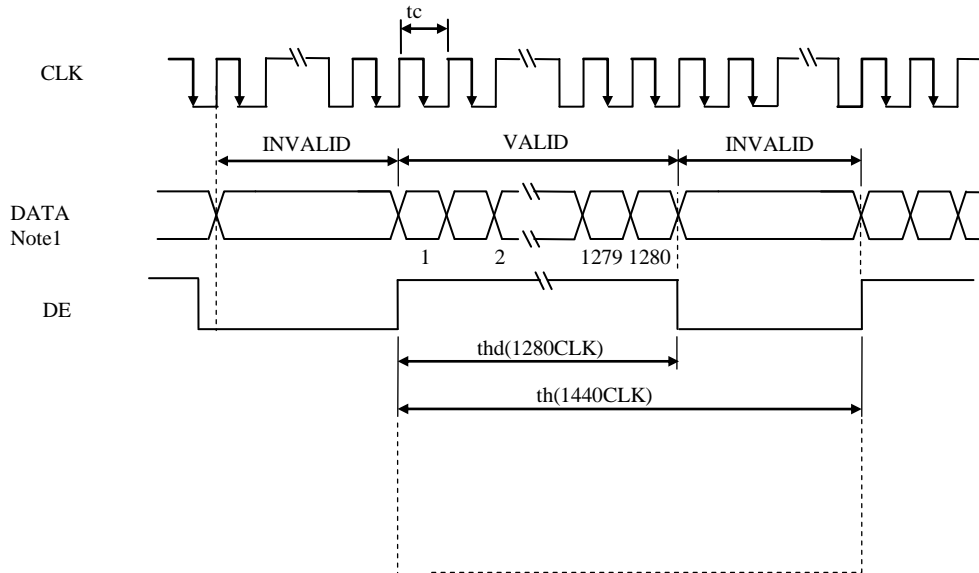 tc
CLK
INVALID VALID INVALID
DATA
Note1
1 2 1279 1280
DE
thd(1280CLK)
th(1440CLK)